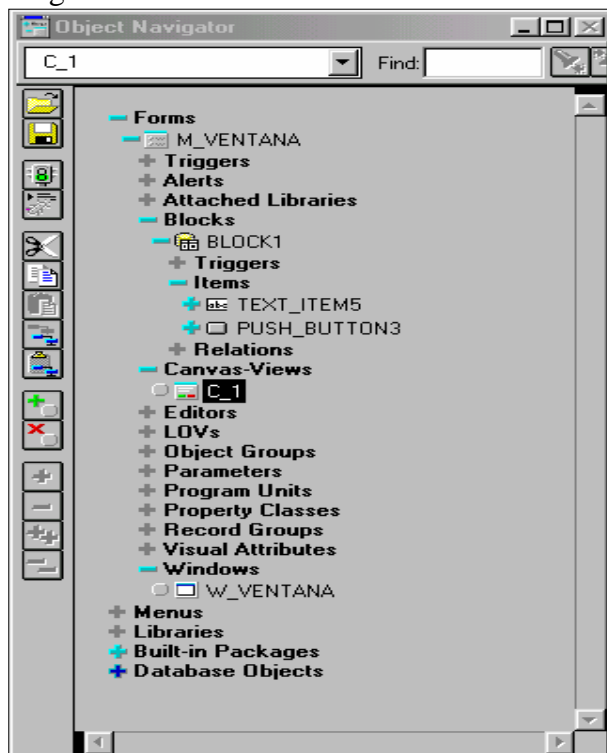 Object Navigator
C_1 Find:
Forms
M_VENTANA
Triggers
Alerts
Attached Libraries
Blocks
BLOCK1
Triggers
Items
abc TEXT_ITEM5
PUSH_BUTTON3
Relations
Canvas-Views
C_1
Editors
LOVs
Object Groups
Parameters
Program Units
Property Classes
Record Groups
Visual Attributes
Windows
W_VENTANA
Menus
Libraries
Built-in Packages
Database Objects